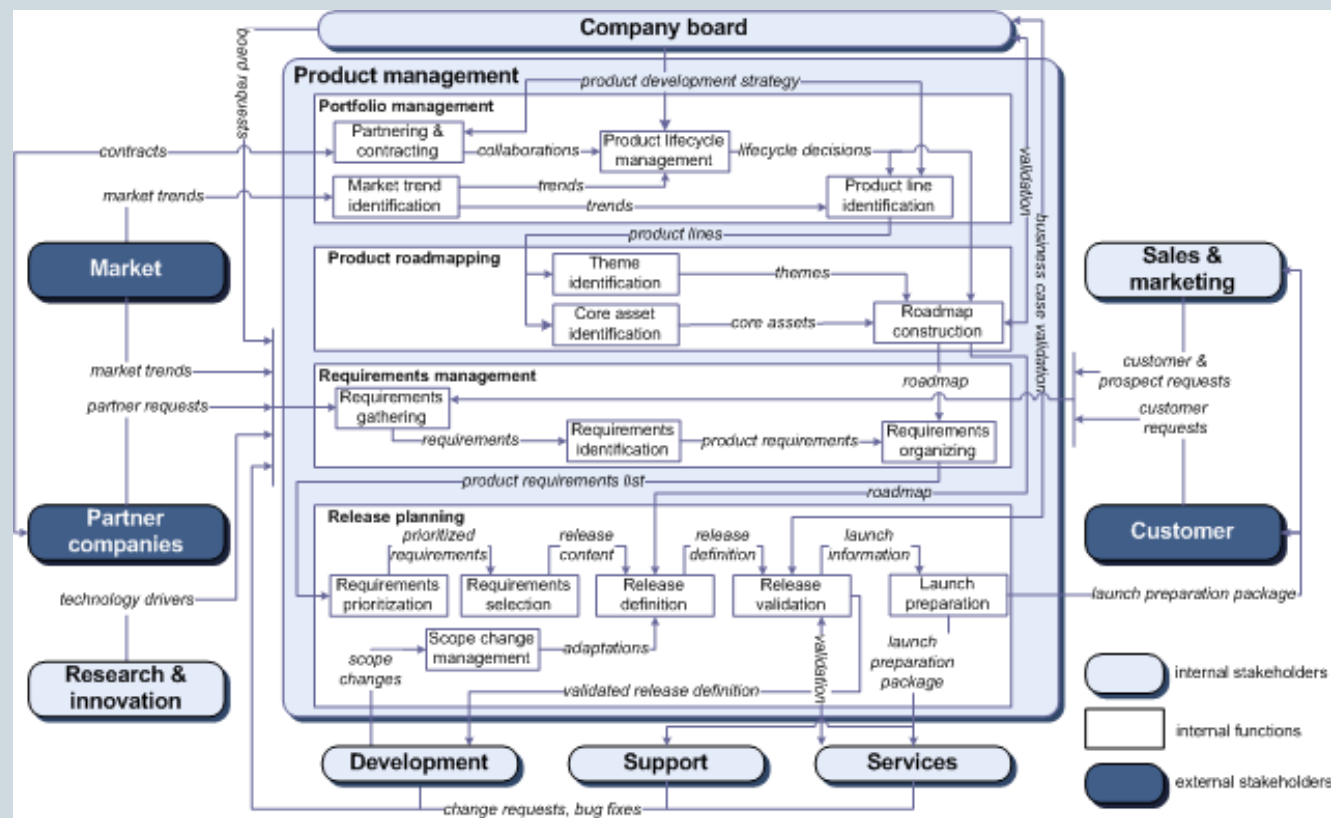 Company board
board requests
Product management
product development strategy
Portfolio management
Partnering &
contracting
collaborations
Product lifecycle
management
lifecycle decisions
contracts
market trends
Market trend
identification
trends
trends
Product line
identification
validation
business case validation
product lines
Market
Product roadmapping
Theme
identification
themes
Core asset
identification
core assets
Roadmap
construction
Sales &
marketing
market trends
partner requests
Requirements management
Requirements
gathering
requirements
Requirements
identification
product requirements
roadmap
Requirements
organizing
customer &
prospect requests
customer
requests
product requirements list
roadmap
Partner
companies
Customer
Release planning
prioritized
requirements
release
content
release
definition
launch
information
Requirements
prioritization
Requirements
selection
Release
definition
Release
validation
Launch
preparation
launch preparation package
technology drivers
Research &
innovation
scope
changes
Scope change
management
adaptations
validated release definition
validation
launch
preparation
package
Development
Support
Services
change requests, bug fixes
internal stakeholders
internal functions
external stakeholders